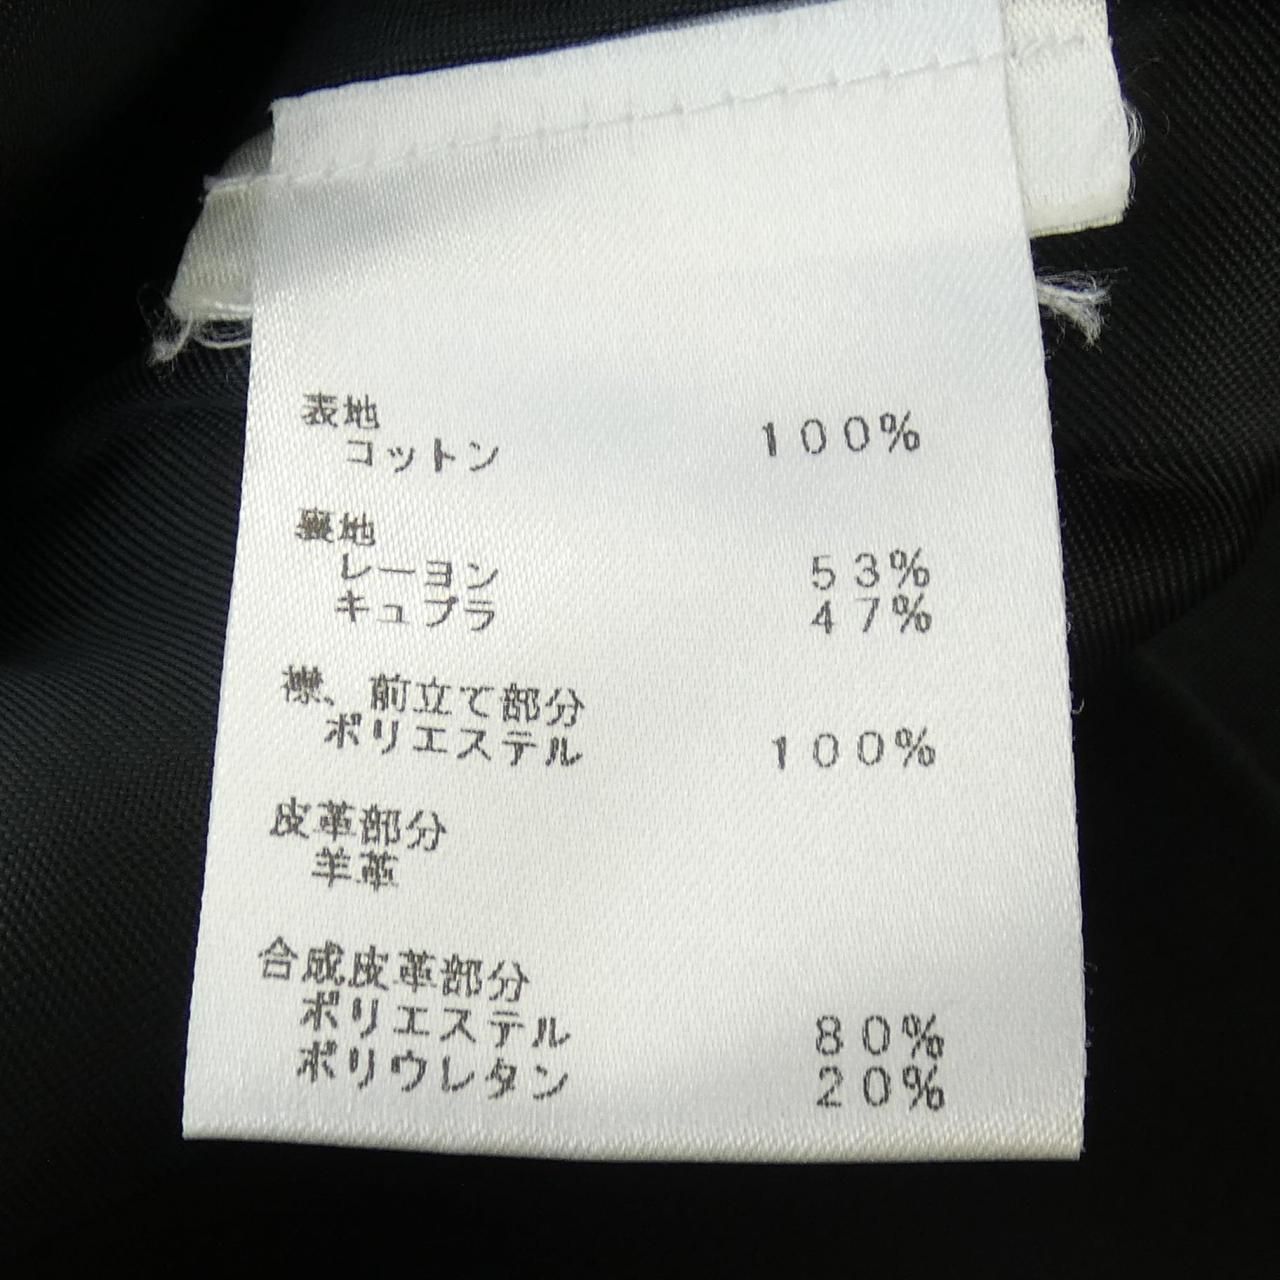 表地
コットン 100%
裏地
レーヨン 53%
キュプラ 47%
襟、前立て部分
ポリエステル 100%
皮革部分
羊革
合成皮革部分
ポリエステル 80%
ポリウレタン 20%